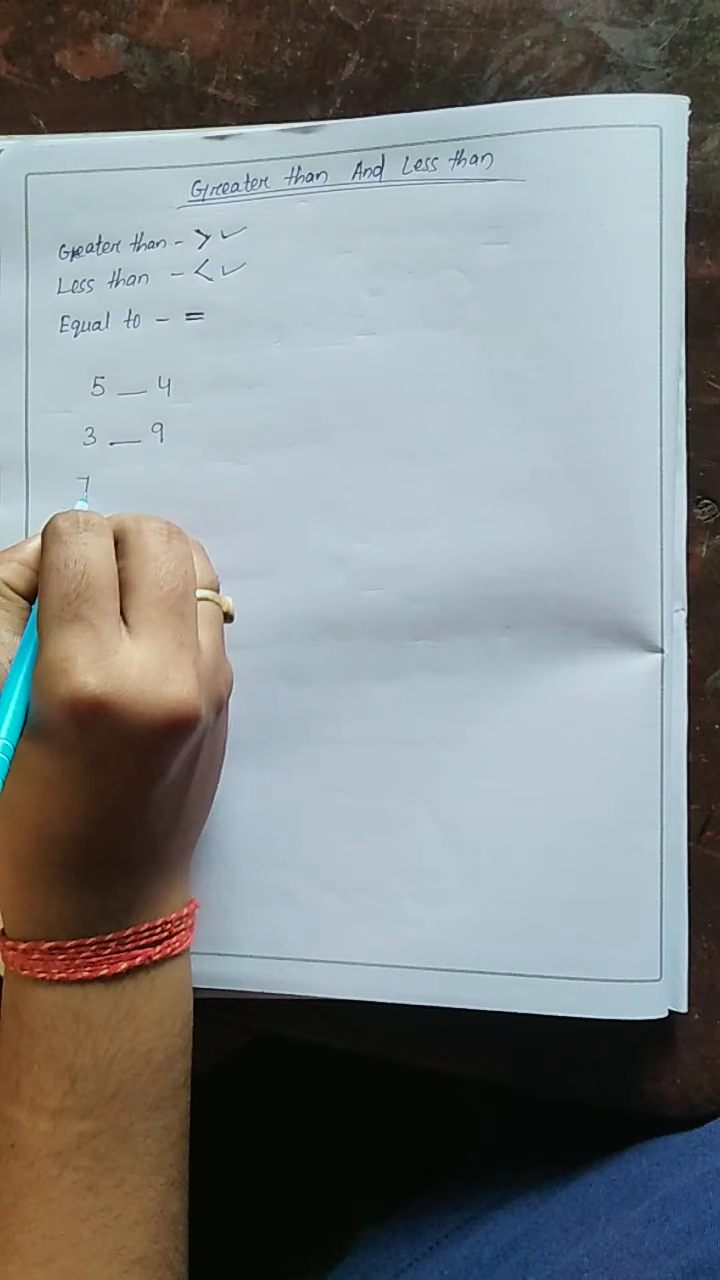 Greater than And Less than
Greater than - > ✓
Less than - < ✓
Equal to - =
5 __ 4
3 __ 9
7